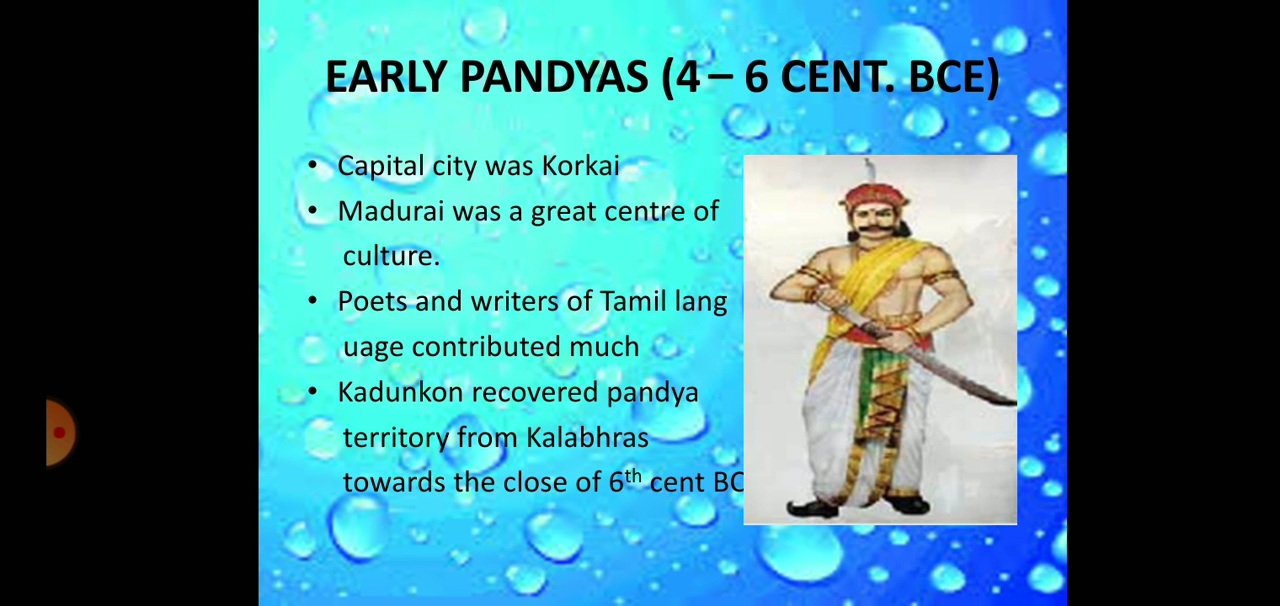 EARLY PANDYAS (4 – 6 CENT. BCE)
• Capital city was Korkai
• Madurai was a great centre of
culture.
• Poets and writers of Tamil lang
uage contributed much
• Kadunkon recovered pandya
territory from Kalabhras
towards the close of 6th cent BC